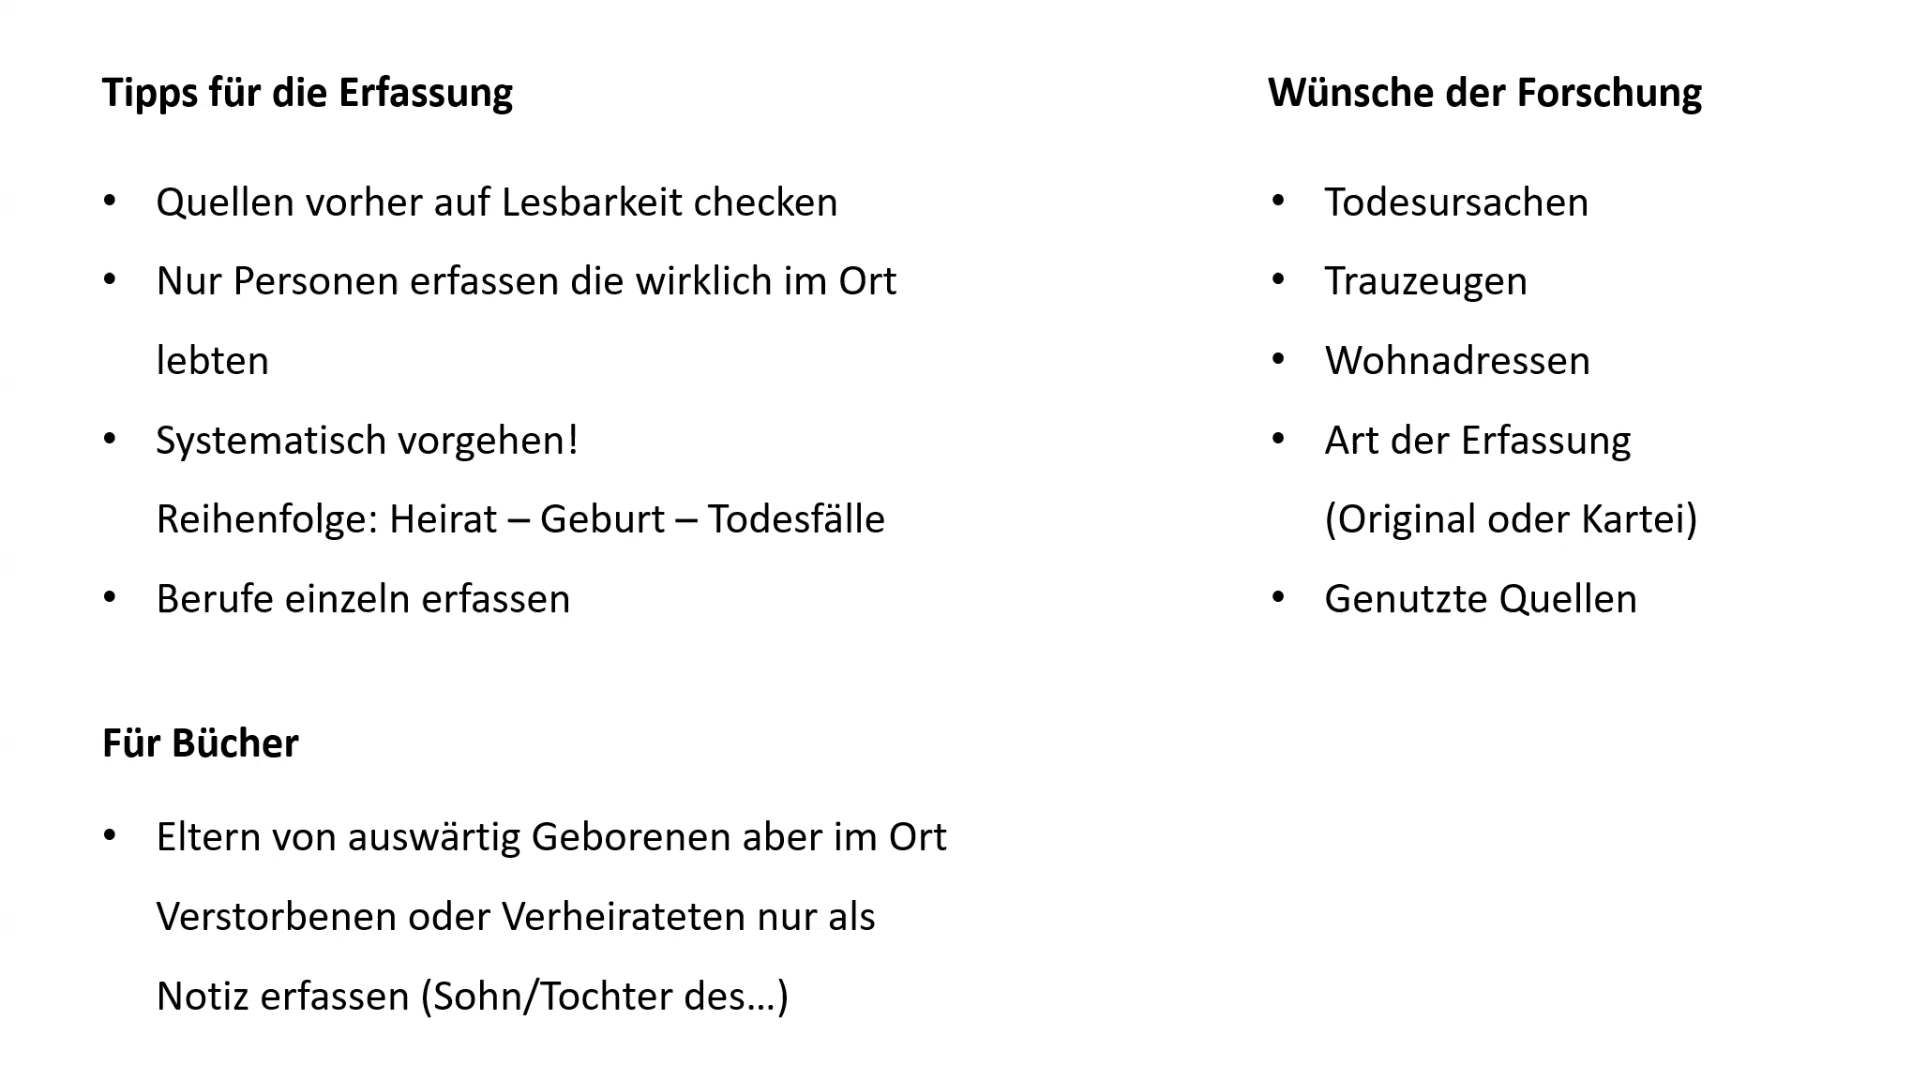 Tipps für die Erfassung
• Quellen vorher auf Lesbarkeit checken
• Nur Personen erfassen die wirklich im Ort
lebten
• Systematisch vorgehen!
Reihenfolge: Heirat – Geburt – Todesfälle
• Berufe einzeln erfassen
Für Bücher
• Eltern von auswärtig Geborenen aber im Ort
Verstorbenen oder Verheirateten nur als
Notiz erfassen (Sohn/Tochter des…)
Wünsche der Forschung
• Todesursachen
• Trauzeugen
• Wohnadressen
• Art der Erfassung
(Original oder Kartei)
• Genutzte Quellen